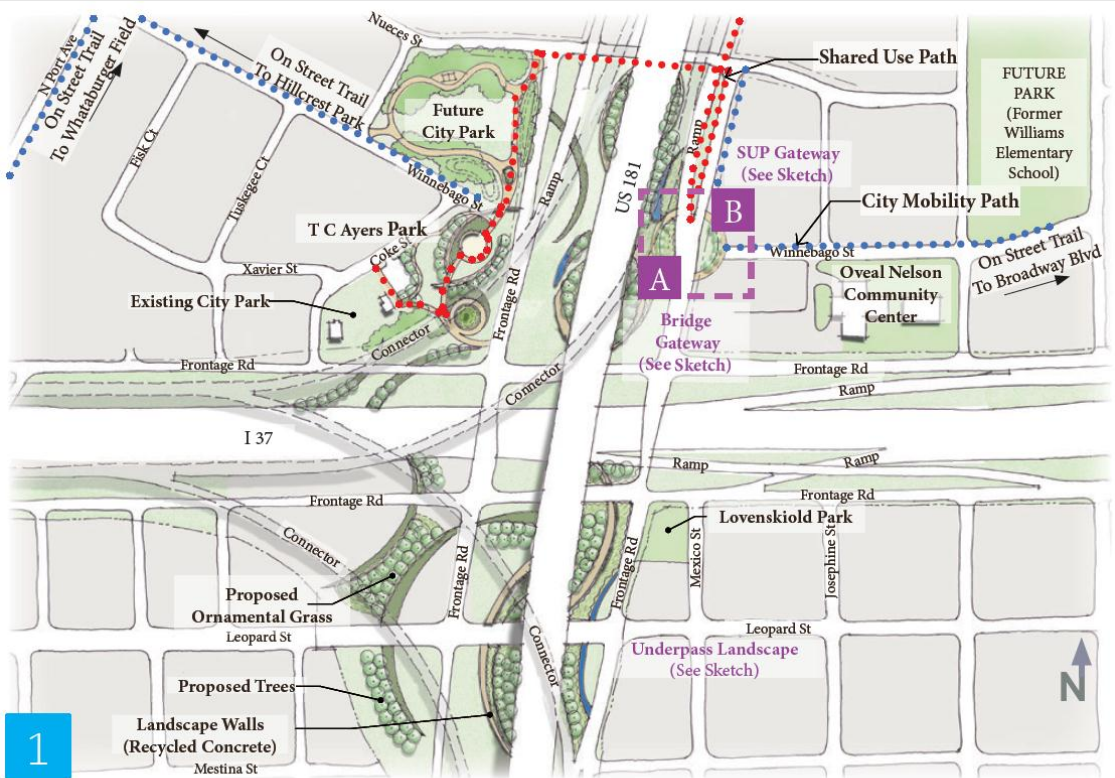 Nueces St
N Port Ave
On Street Trail
To Whataburger Field
On Street Trail
To Hillcrest Park
Shared Use Path
Future
City Park
FUTURE
PARK
(Former
Williams
Elementary
School)
Fisk Ct
Tuskegee Ct
Winnebago St
Ramp
US 181
Ramp
SUP Gateway
(See Sketch)
B
City Mobility Path
T C Ayers Park
Coke St
Xavier St
Winnebago St
On Street Trail
To Broadway Blvd
A
Oveal Nelson
Community
Center
Existing City Park
Frontage Rd
Connector
Bridge
Gateway
(See Sketch)
Frontage Rd
Connector
Frontage Rd
Ramp
I 37
Ramp
Ramp
Frontage Rd
Frontage Rd
Connector
Lovenskiold Park
Frontage Rd
Frontage Rd
Mexico St
Josephine St
Proposed
Ornamental Grass
Leopard St
Leopard St
Connector
Underpass Landscape
(See Sketch)
Proposed Trees
N
Landscape Walls
(Recycled Concrete)
1
Mestina St